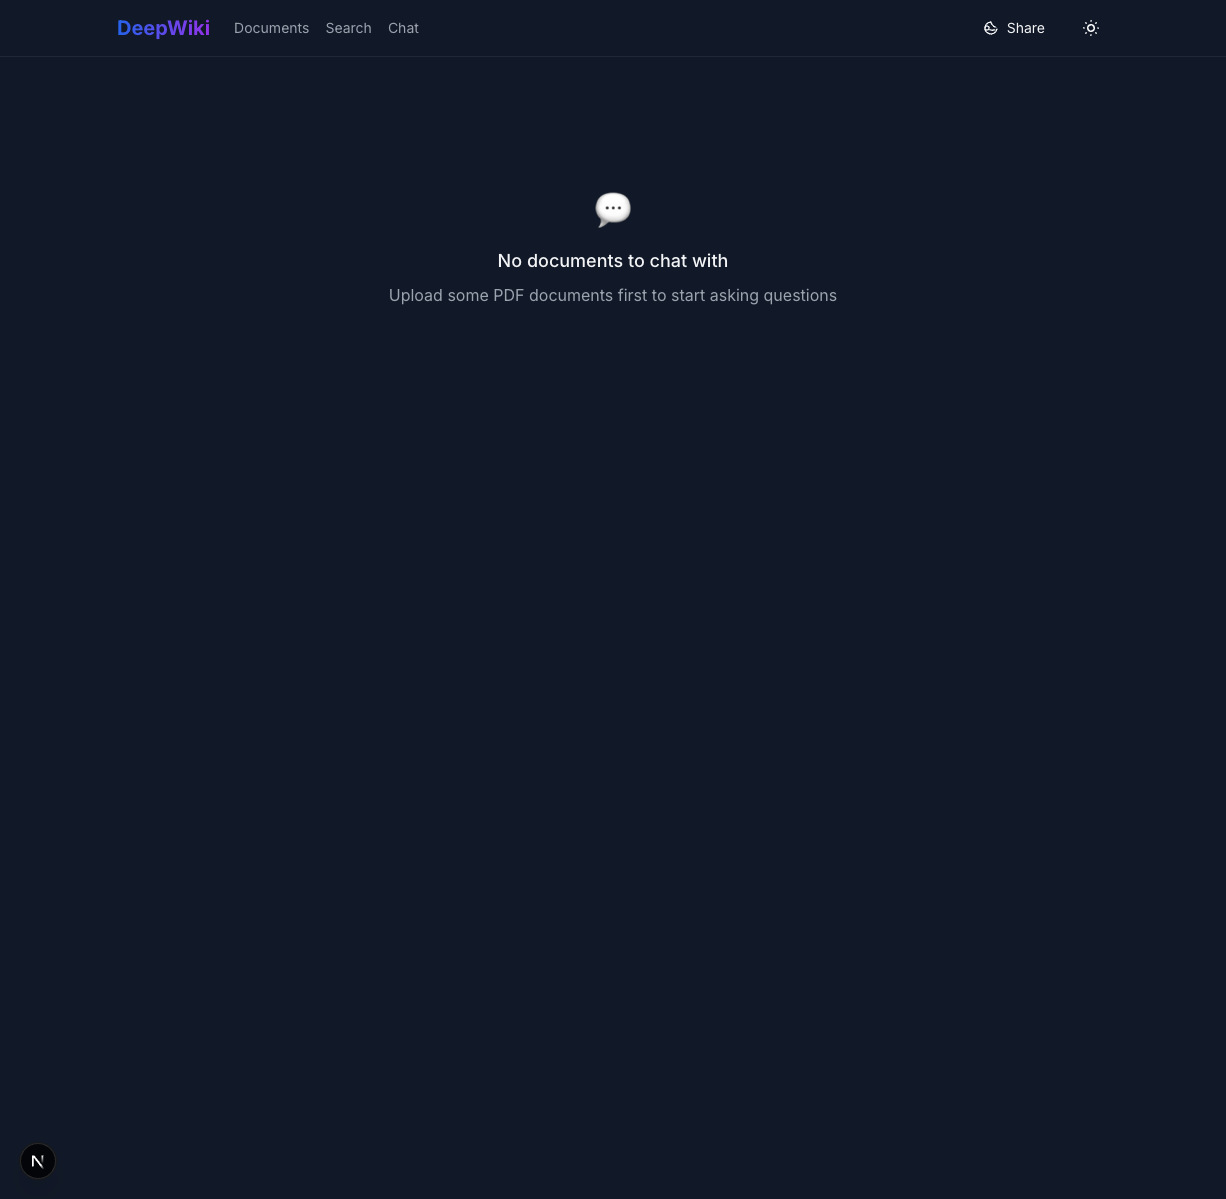 DeepWiki Documents Search Chat Share
No documents to chat with
Upload some PDF documents first to start asking questions
N